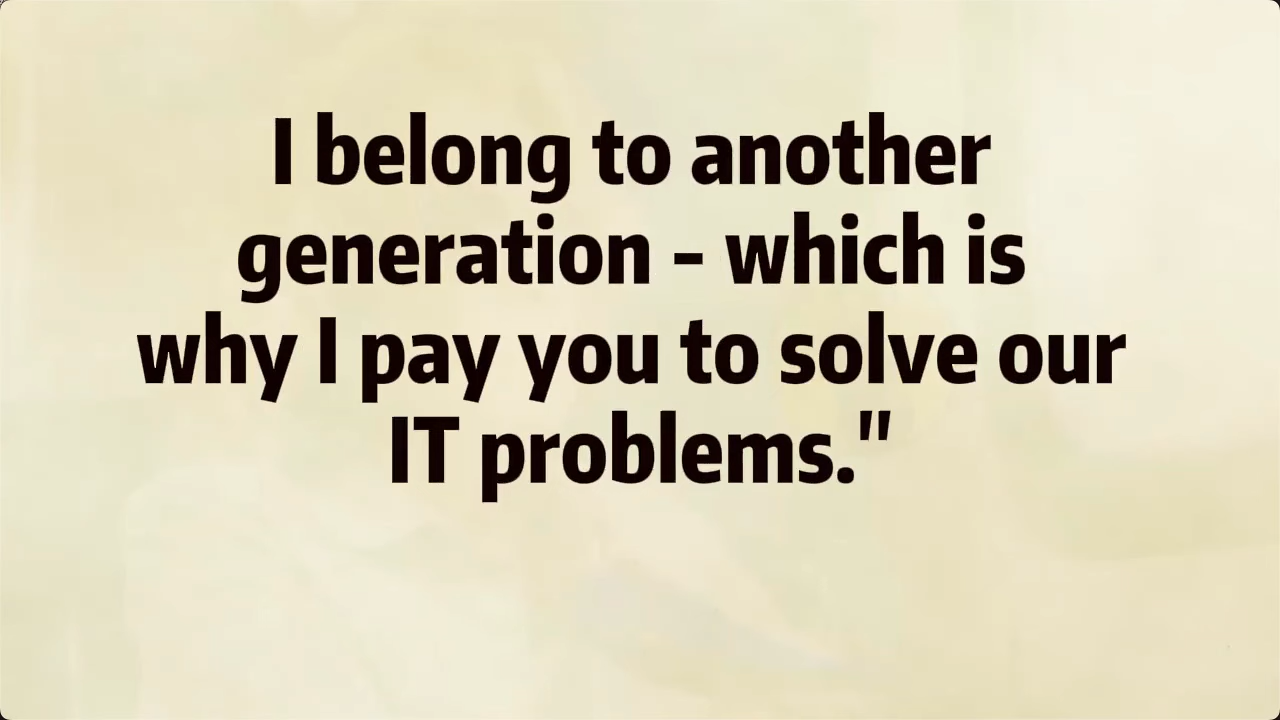 I belong to another
generation – which is
why I pay you to solve our
IT problems."